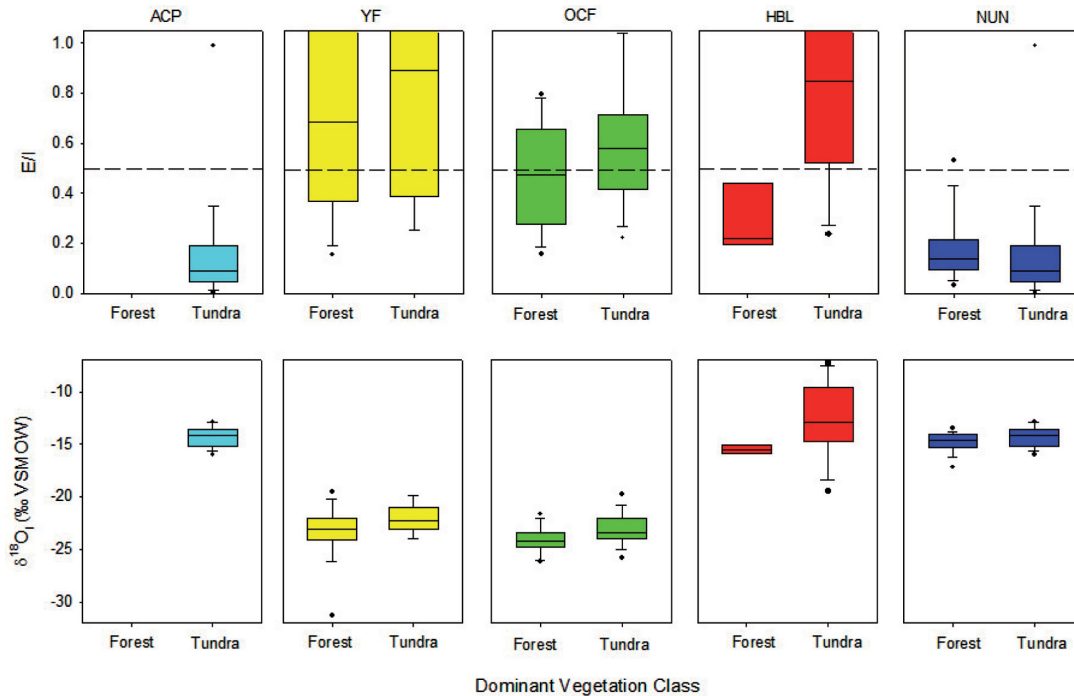 ACP YF OCF HBL NUN
1.0
0.8
0.6
0.4
0.2
0.0
E/I
Forest Tundra Forest Tundra Forest Tundra Forest Tundra Forest Tundra
-10
-15
-20
-25
-30
δ¹⁸O_I (‰ VSMOW)
Forest Tundra Forest Tundra Forest Tundra Forest Tundra Forest Tundra
Dominant Vegetation Class